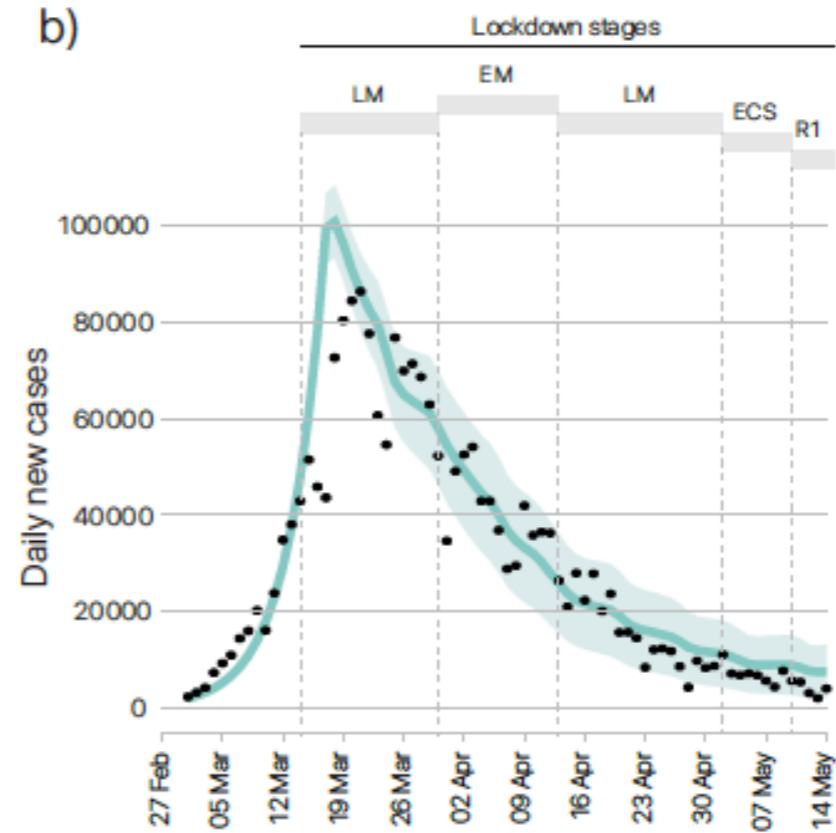 b)
Lockdown stages
LM
EM
LM
ECS
R1
Daily new cases
100000
80000
60000
40000
20000
0
27 Feb
05 Mar
12 Mar
19 Mar
26 Mar
02 Apr
09 Apr
16 Apr
23 Apr
30 Apr
07 May
14 May